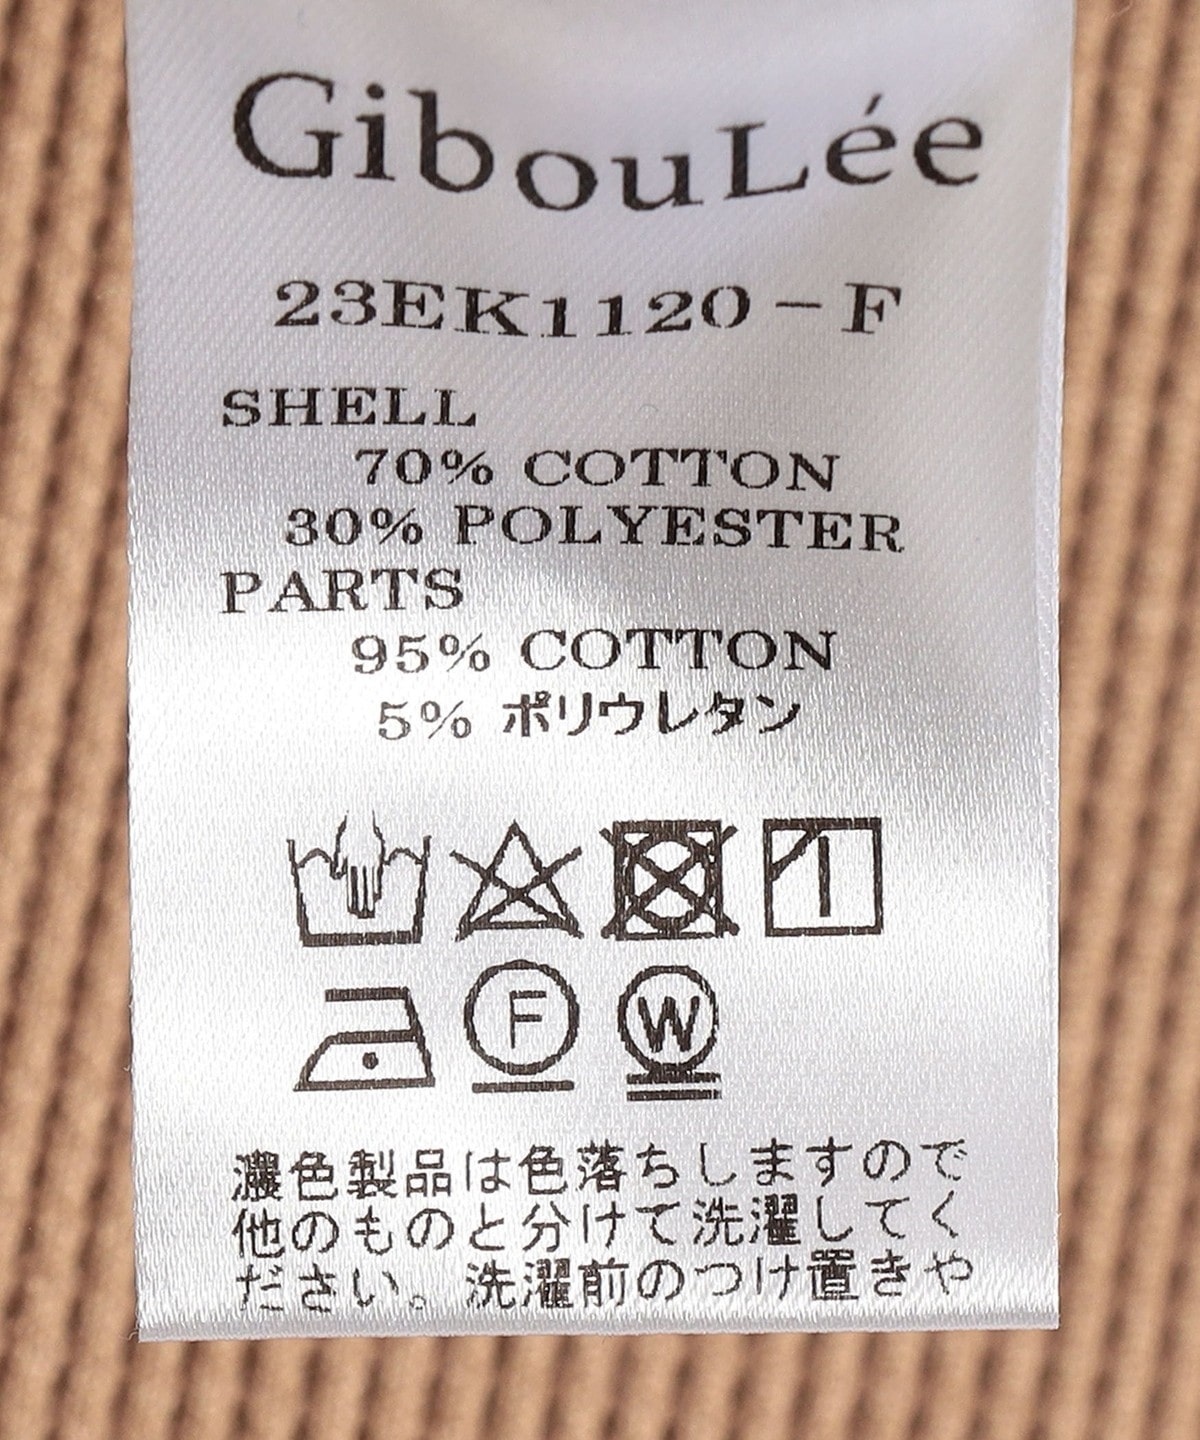 GibouLée
23EK1120-F
SHELL
70% COTTON
30% POLYESTER
PARTS
95% COTTON
5% ポリウレタン
F
W
濃色製品は色落ちしますので
他のものと分けて洗濯してく
ださい。洗濯前のつけ置きや